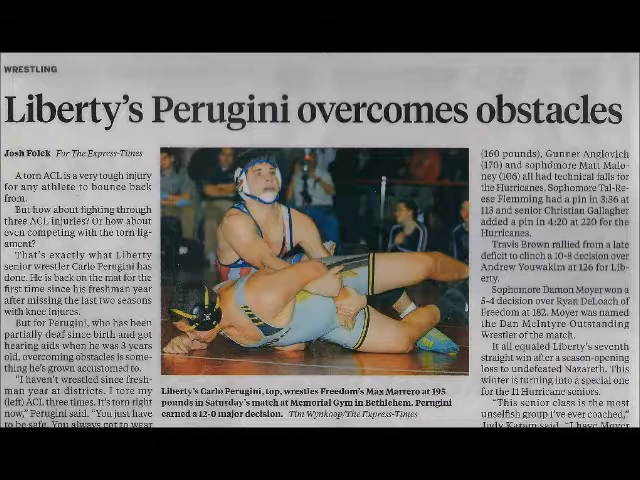 WRESTLING
Liberty's Perugini overcomes obstacles
Josh Folck For The Express-Times
A torn ACL is a very tough injury
for any athlete to bounce back
from.
But how about fighting through
three ACL injuries? Or how about
even competing with the torn lig-
ament?
That's exactly what Liberty
senior wrestler Carlo Perugini has
done. He is back on the mat for the
first time since his freshman year
after missing the last two seasons
with knee injuries.
But for Perugini, who has been
partially deaf since birth and got
hearing aids when he was 3 years
old, overcoming obstacles is some-
thing he's grown accustomed to.
"I haven't wrestled since fresh-
man year at districts. I tore my
(left) ACL three times. It's torn right
now," Perugini said. "You just have
to be safe. You always got to wear
Liberty's Carlo Perugini, top, wrestles Freedom's Max Marrero at 195
pounds in Saturday's match at Memorial Gym in Bethlehem. Perugini
earned a 12-0 major decision. Tim Wynkoop/The Express-Times
(160 pounds), Gunner Anglovich
(170) and sophomore Matt Malo-
ney (106) all had technical falls for
the Hurricanes. Sophomore Tal-Re-
ese Flemming had a pin in 3:36 at
113 and senior Christian Gallagher
added a pin in 4:20 at 220 for the
Hurricanes.
Travis Brown rallied from a late
deficit to clinch a 10-8 decision over
Andrew Youwakim at 126 for Lib-
erty.
Sophomore Damon Moyer won a
5-4 decision over Ryan DeLoach of
Freedom at 182. Moyer was named
the Dan McIntyre Outstanding
Wrestler of the match.
It all equaled Liberty's seventh
straight win after a season-opening
loss to undefeated Nazareth. This
winter is turning into a special one
for the 11 Hurricane seniors.
"This senior class is the most
unselfish group I've ever coached,"
Jody Karam said. "I have Moyer